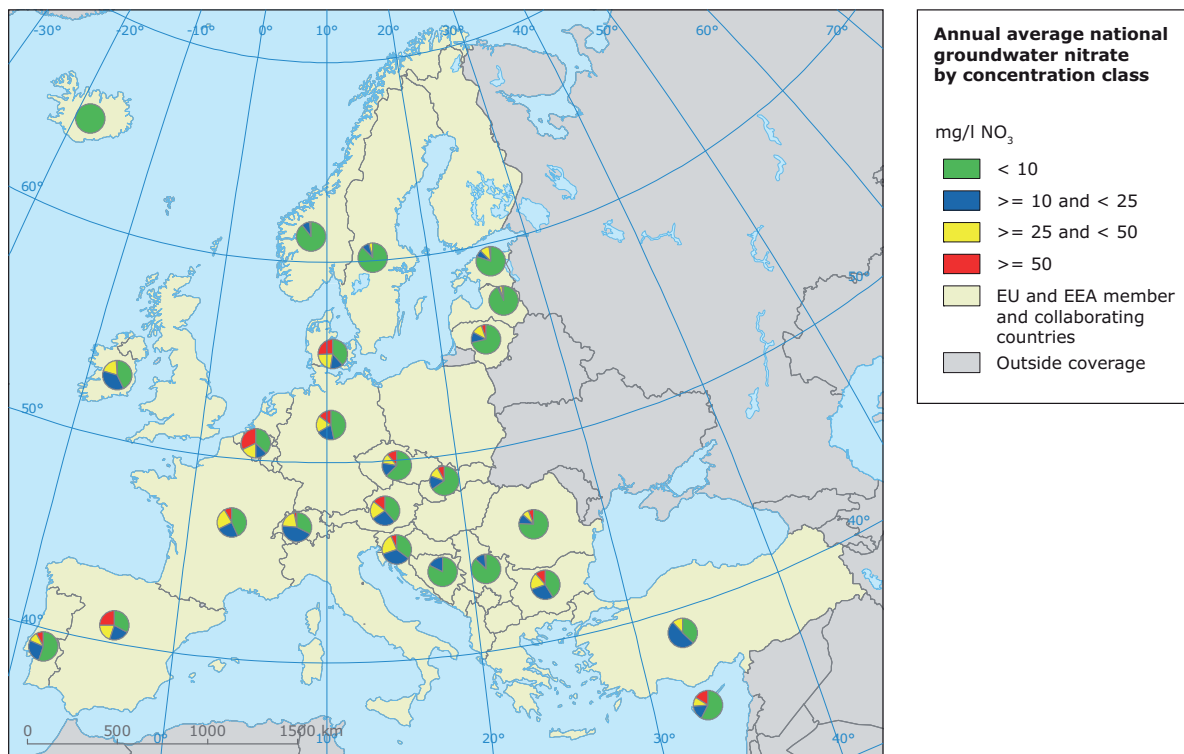 -30°
-20°
-10°
0°
10°
20°
30°
40°
50°
60°
70°
60°
50°
50°
40°
40°
0
500
1000
1500 km
0°
10°
20°
30°
40°
Annual average national
groundwater nitrate
by concentration class
mg/l NO₃
< 10
>= 10 and < 25
>= 25 and < 50
>= 50
EU and EEA member
and collaborating
countries
Outside coverage